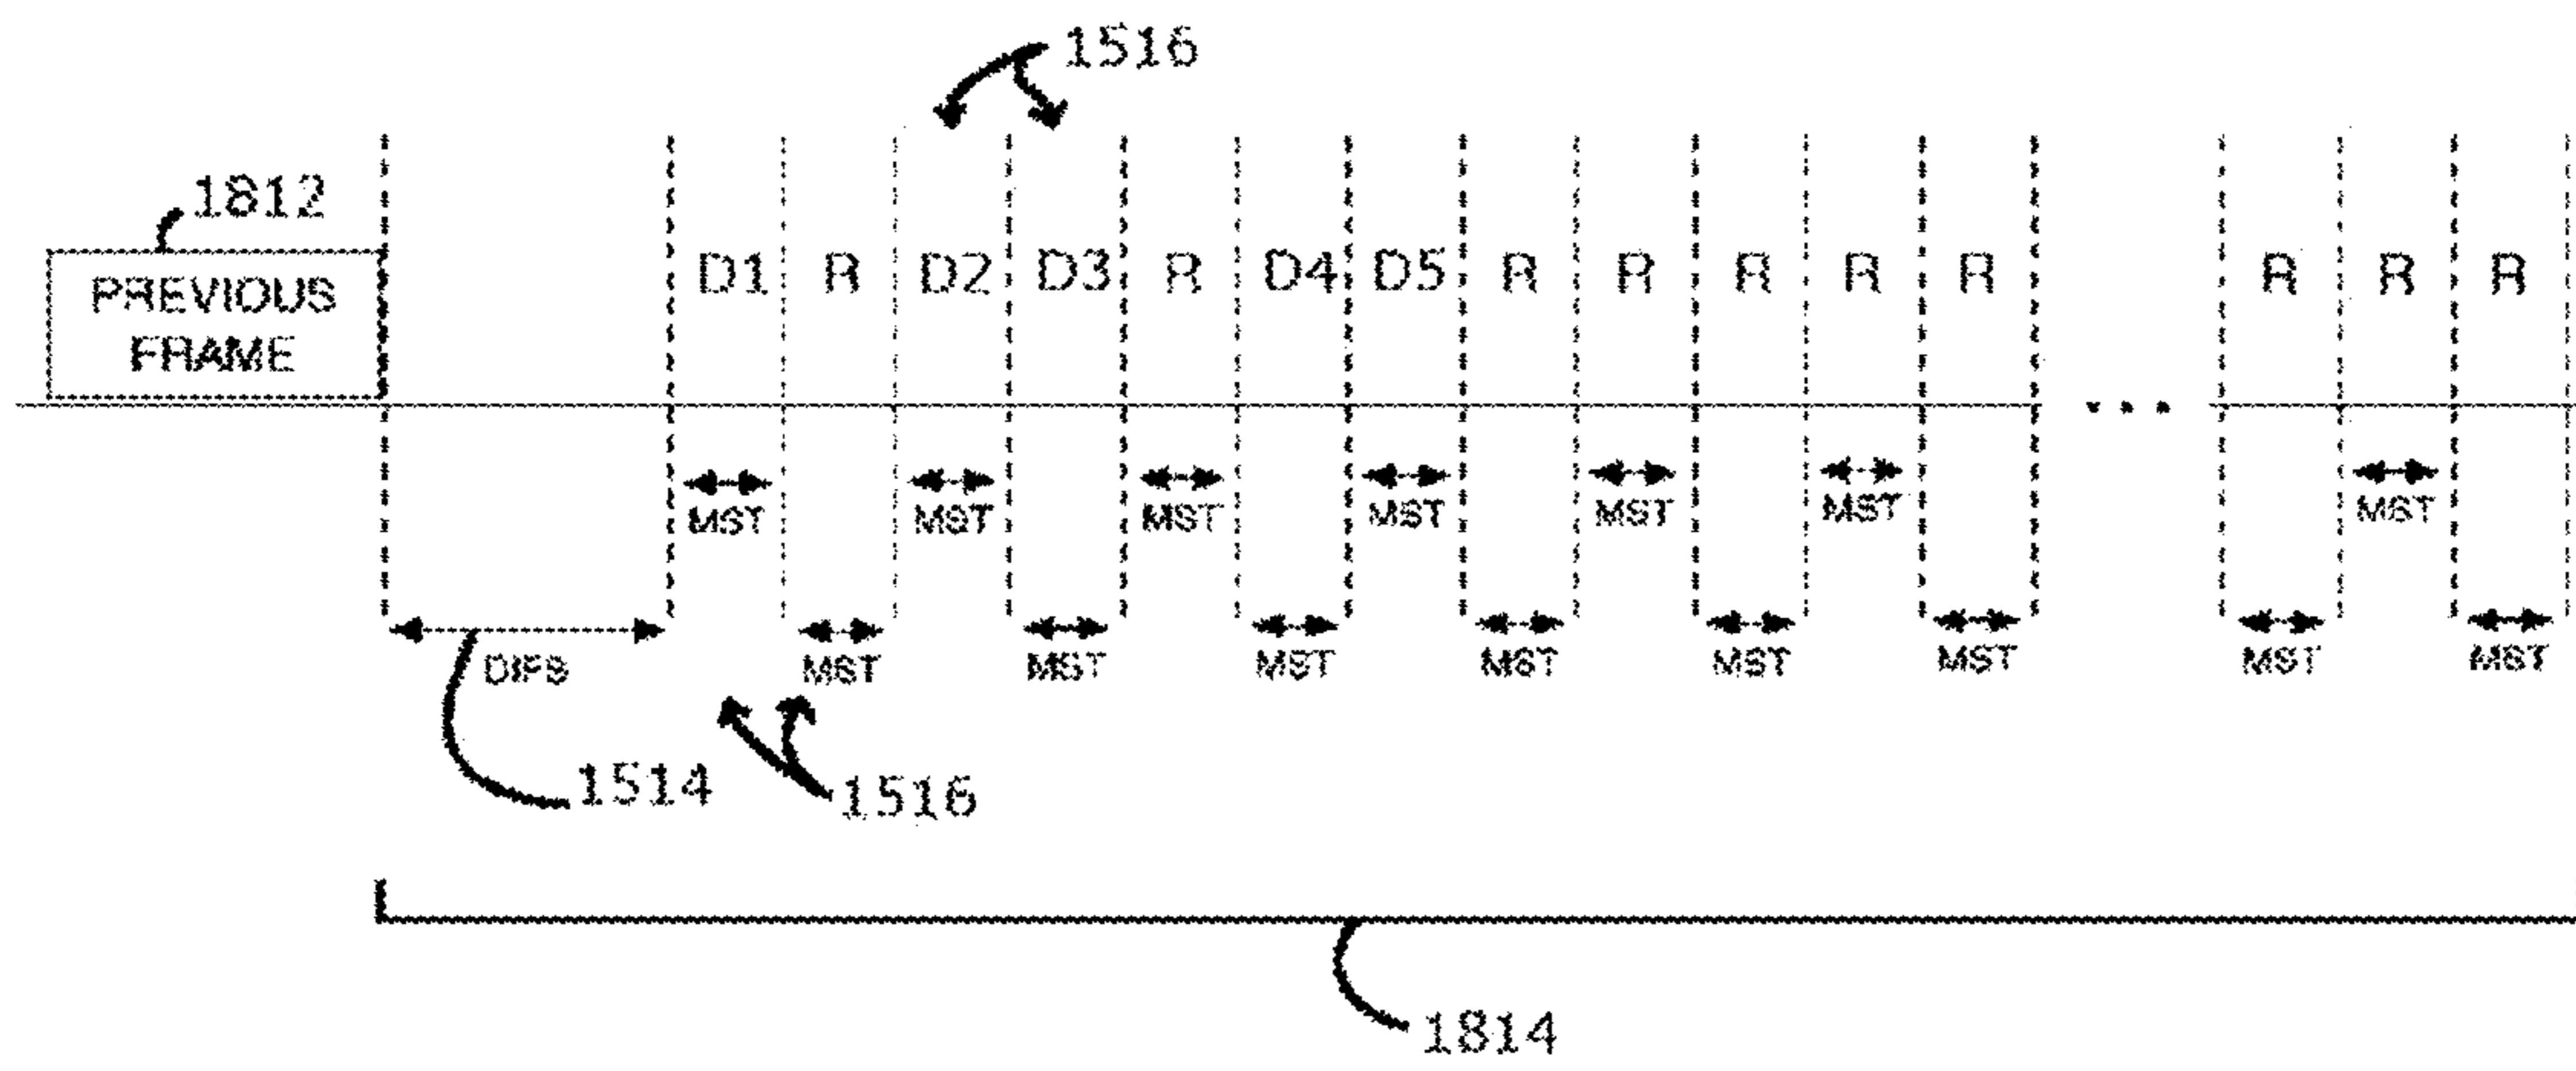 1516
1812
D1 R D2 D3 R D4 D5 R R R R R R R R
PREVIOUS
FRAME
...
MST MST MST MST MST MST MST
DIFS MST MST MST MST MST MST MST MST
1514
1516
1814